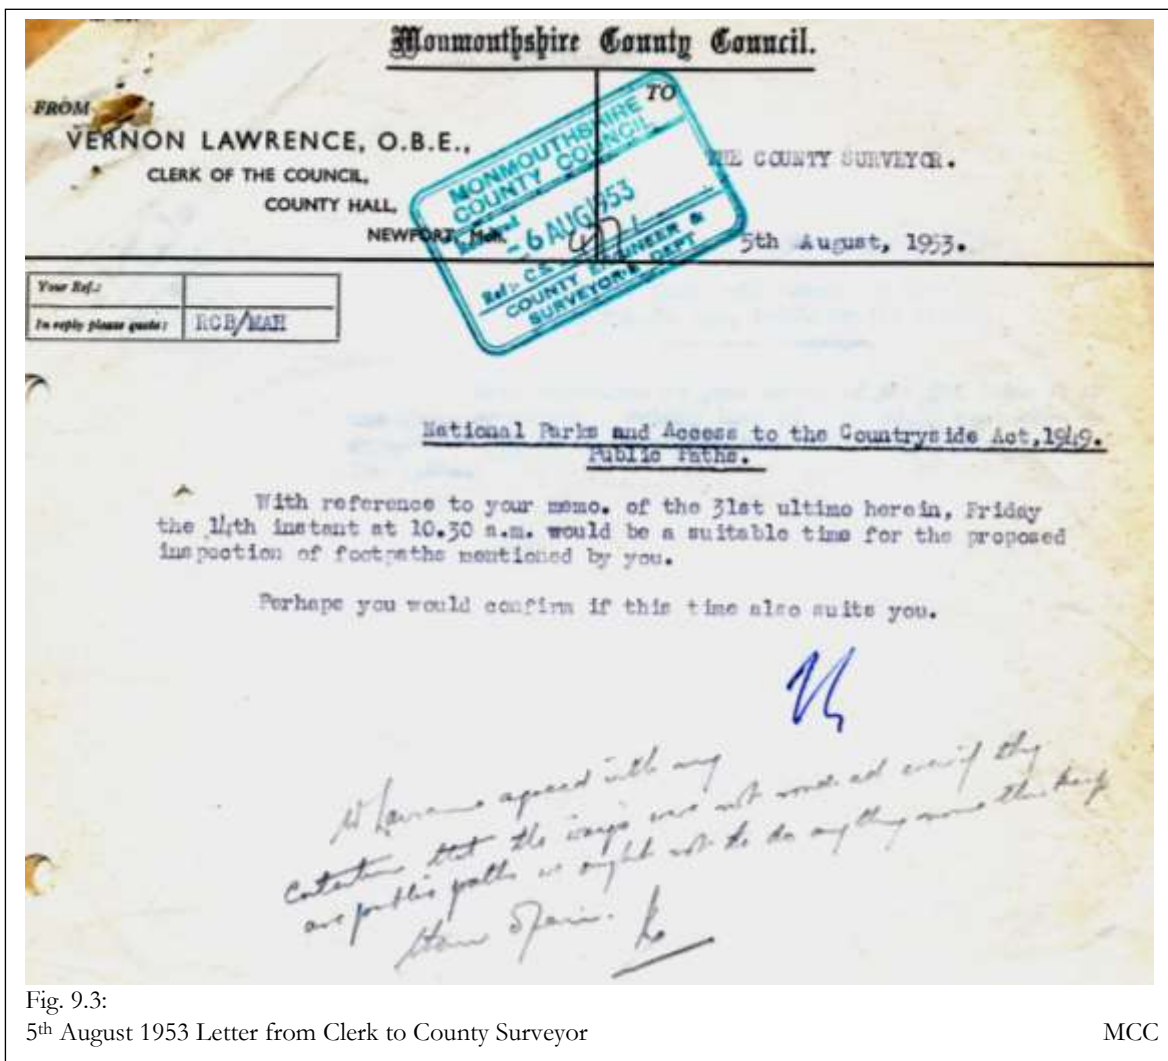 Monmouthshire County Council.
FROM
TO
VERNON LAWRENCE, O.B.E.,
CLERK OF THE COUNCIL,
COUNTY HALL,
NEWPORT, Mon.
THE COUNTY SURVEYOR.
5th August, 1953.
MONMOUTHSHIRE
COUNTY COUNCIL
Received
- 6 AUG 1953
Ref:- C.S.
COUNTY ENGINEER &
SURVEYOR'S DEPT
Your Ref.:
In reply please quote: RCB/MAH
National Parks and Access to the Countryside Act, 1949.
Public Paths.
With reference to your memo. of the 31st ultimo herein, Friday
the 14th instant at 10.30 a.m. would be a suitable time for the proposed
inspection of footpaths mentioned by you.
Perhaps you would confirm if this time also suits you.
Mr Lawrence agreed with my
contention that the ways were not roads and even if they
are public paths we ought not to do anything more than keep
them open.
Fig. 9.3:
5th August 1953 Letter from Clerk to County Surveyor MCC